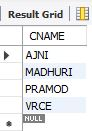 Result Grid
CNAME
AJNI
MADHURI
PRAMOD
VRCE
NULL